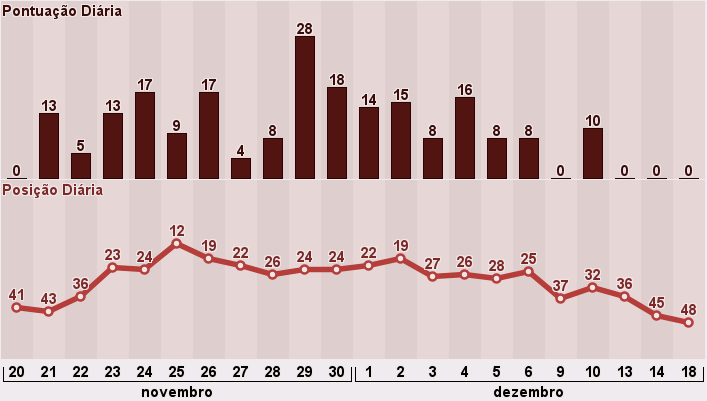 Pontuação Diária
0 13 5 13 17 9 17 4 8 28 18 14 15 8 16 8 8 0 10 0 0 0
Posição Diária
41 43 36 23 24 12 19 22 26 24 24 22 19 27 26 28 25 37 32 36 45 48
20 21 22 23 24 25 26 27 28 29 30 1 2 3 4 5 6 9 10 13 14 18
novembro dezembro